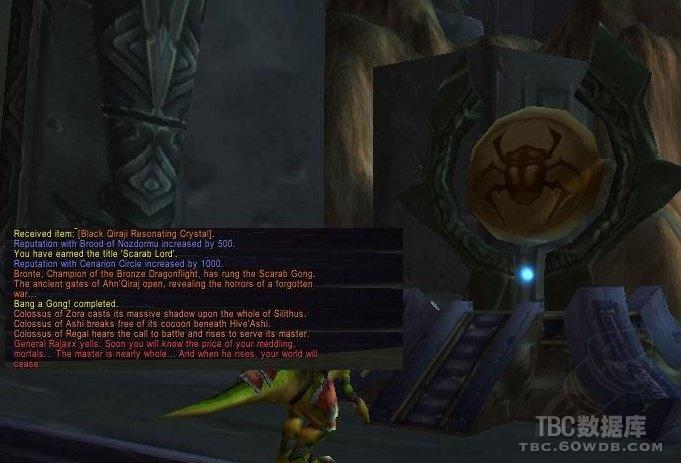 Received item: [Black Qiraji Resonating Crystal].
Reputation with Brood of Nozdormu increased by 500.
You have earned the title 'Scarab Lord'.
Reputation with Cenarion Circle increased by 1000.
Bronte, Champion of the Bronze Dragonflight, has rung the Scarab Gong.
The ancient gates of Ahn'Qiraj open, revealing the horrors of a forgotten
war...
Bang a Gong! completed.
Colossus of Zora casts its massive shadow upon the whole of Silithus.
Colossus of Ashi breaks free of its cocoon beneath Hive'Ashi.
Colossus of Regal hears the call to battle and rises to serve its master.
General Rajaxx yells: Soon you will know the price of your meddling,
mortals... The master is nearly whole... And when he rises, your world will
cease.
TBC数据库
TBC.60WDB.COM